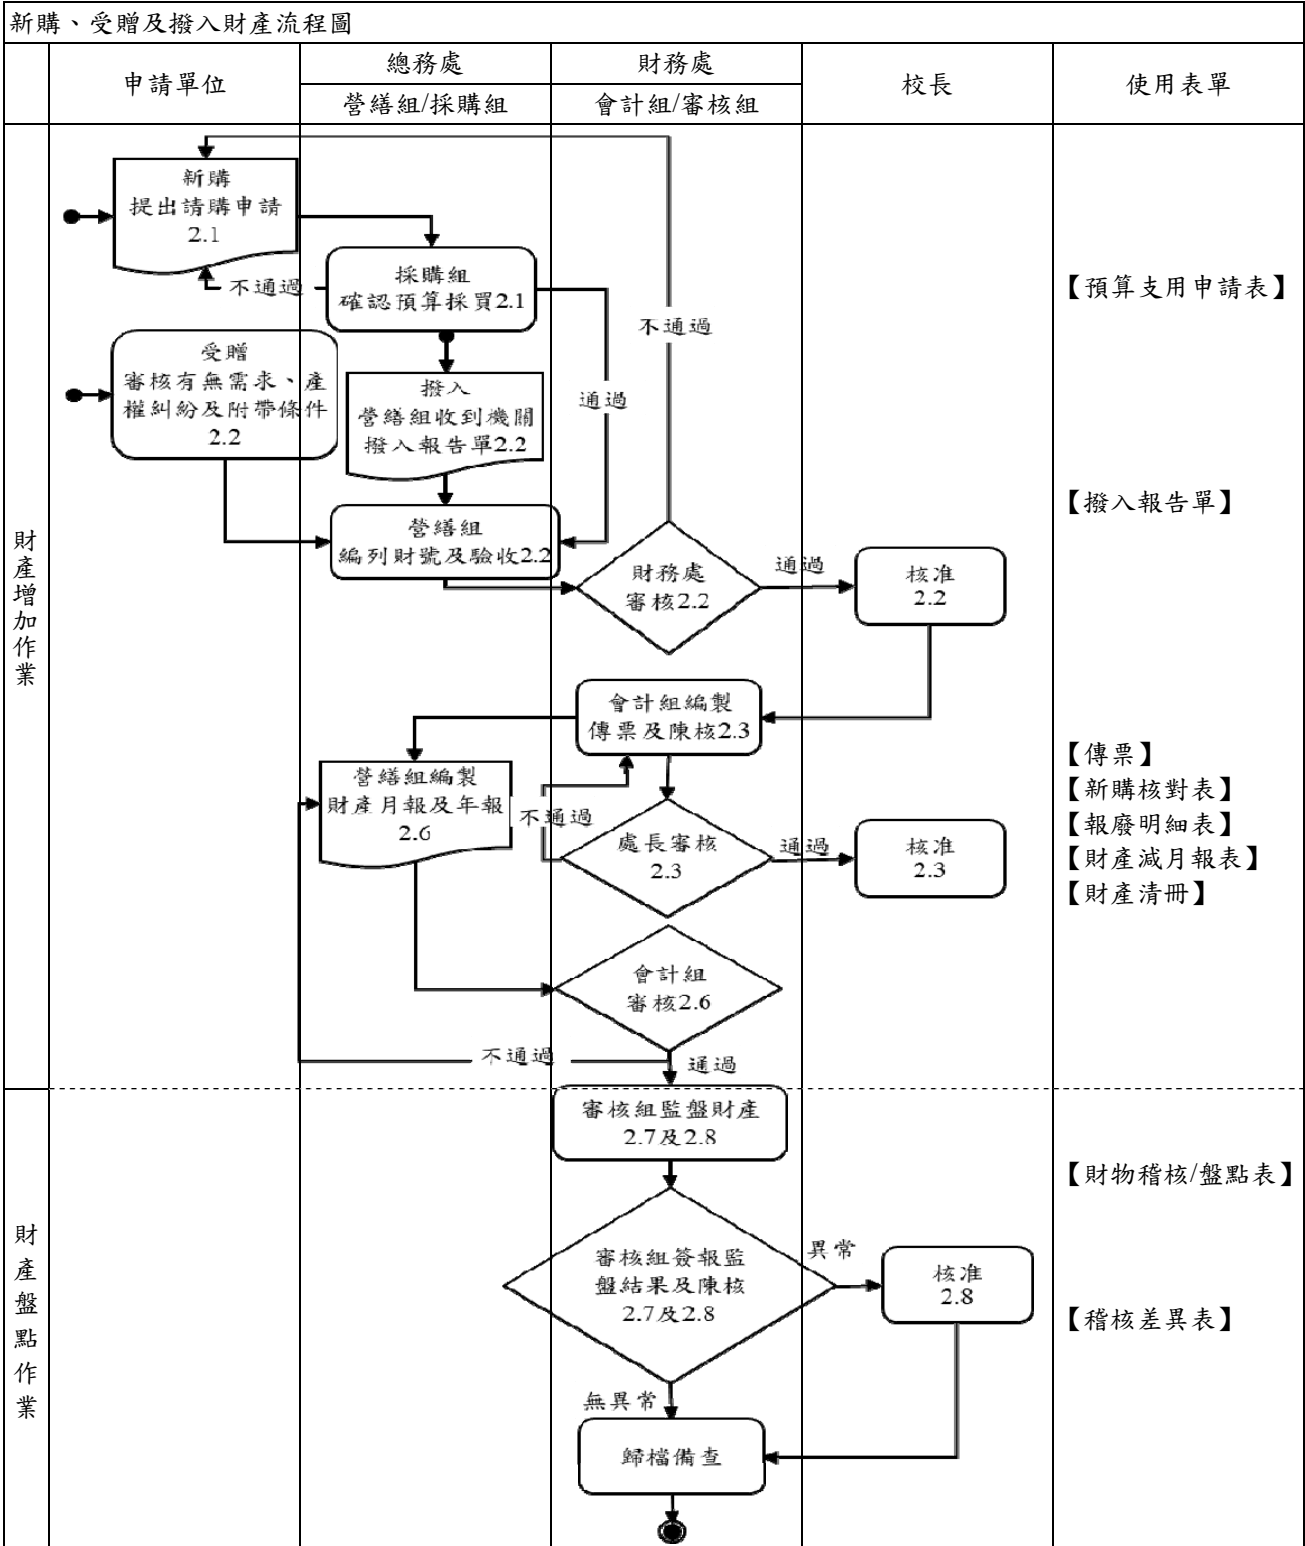 新購、受贈及撥入財產流程圖
申請單位
總務處
財務處
校長
使用表單
營繕組/採購組
會計組/審核組
財產增加作業
新購
提出請購申請
2.1
採購組
確認預算採買2.1
不通過
不通過
通過
【預算支用申請表】
受贈
審核有無需求、產
權糾紛及附帶條件
2.2
撥入
營繕組收到機關
撥入報告單2.2
【撥入報告單】
營繕組
編列財號及驗收2.2
財務處
審核2.2
通過
核准
2.2
會計組編製
傳票及陳核2.3
營繕組編製
財產月報及年報
2.6
不通過
處長審核
2.3
通過
核准
2.3
【傳票】
【新購核對表】
【報廢明細表】
【財產減月報表】
【財產清冊】
會計組
審核2.6
不通過
通過
財產盤點作業
審核組監盤財產
2.7及2.8
【財物稽核/盤點表】
審核組簽報監
盤結果及陳核
2.7及2.8
異常
核准
2.8
【稽核差異表】
無異常
歸檔備查